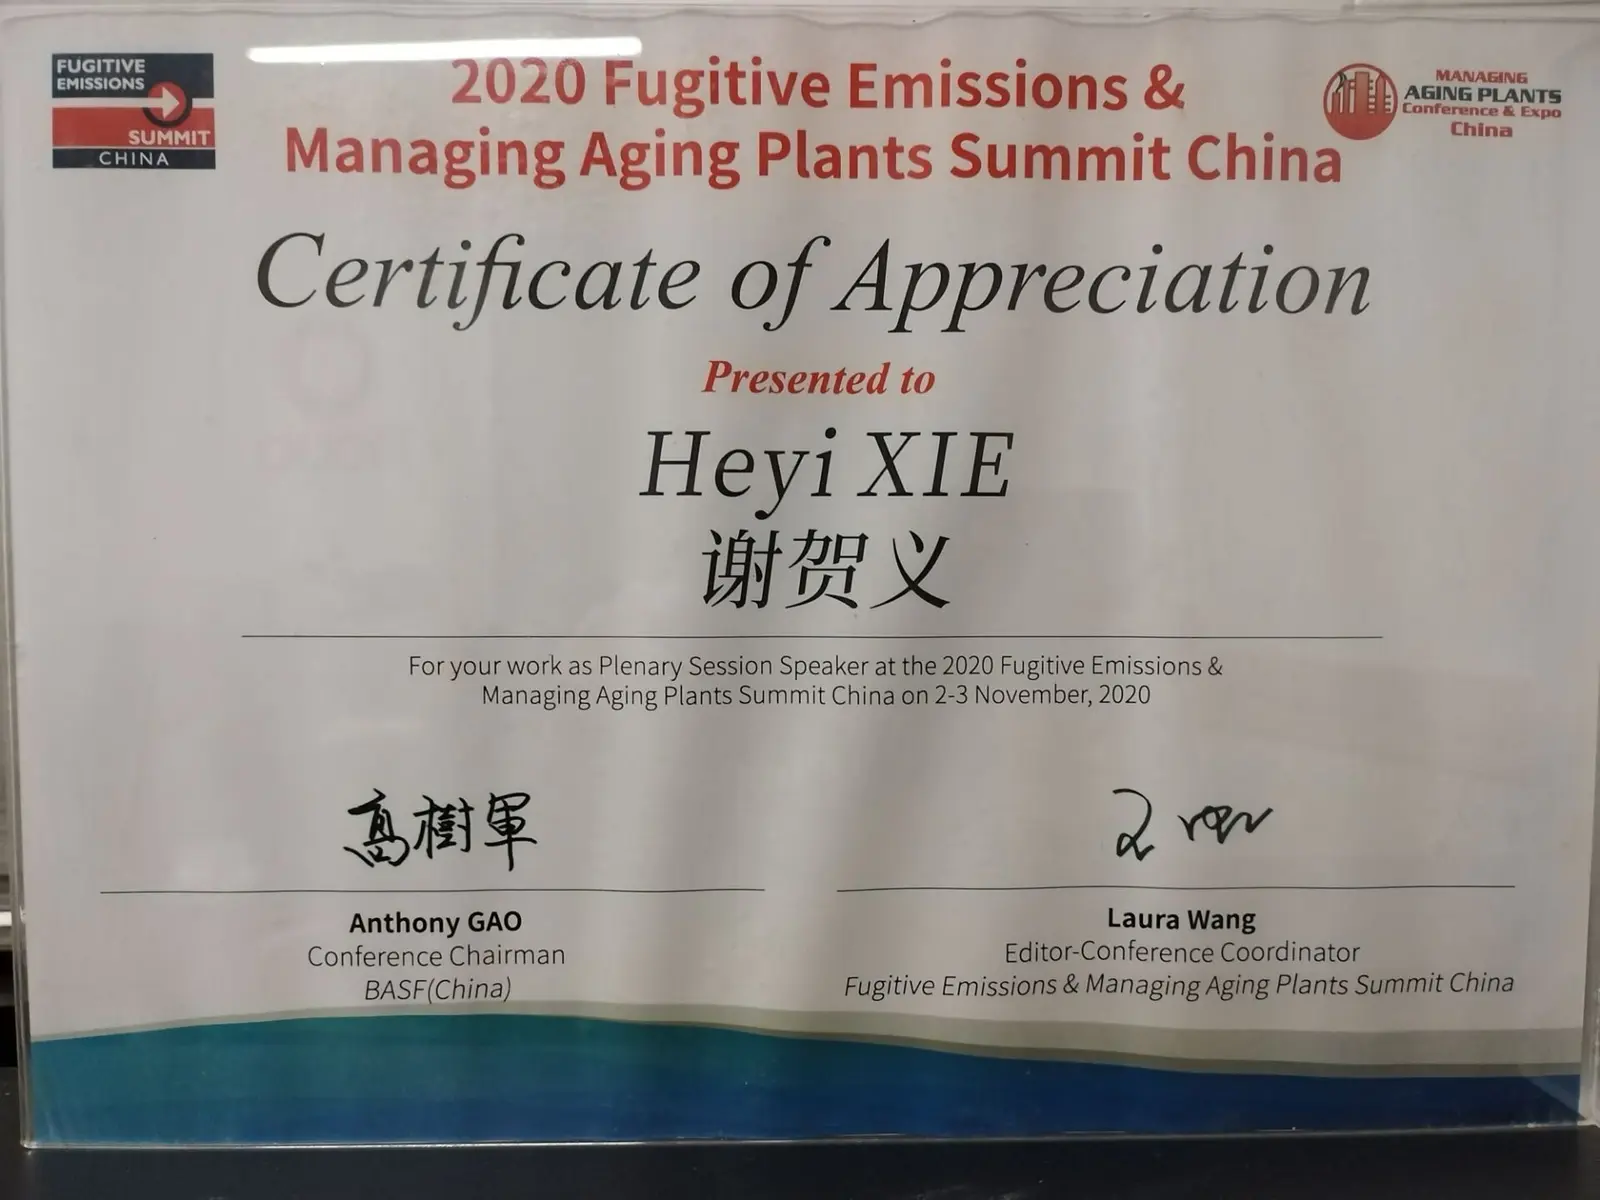 FUGITIVE
EMISSIONS
SUMMIT
CHINA
2020 Fugitive Emissions &
Managing Aging Plants Summit China
MANAGING
AGING PLANTS
Conference & Expo
China
Certificate of Appreciation
Presented to
Heyi XIE
谢贺义
For your work as Plenary Session Speaker at the 2020 Fugitive Emissions &
Managing Aging Plants Summit China on 2-3 November, 2020
高樹軍
Anthony GAO
Conference Chairman
BASF(China)
Laura Wang
Editor-Conference Coordinator
Fugitive Emissions & Managing Aging Plants Summit China